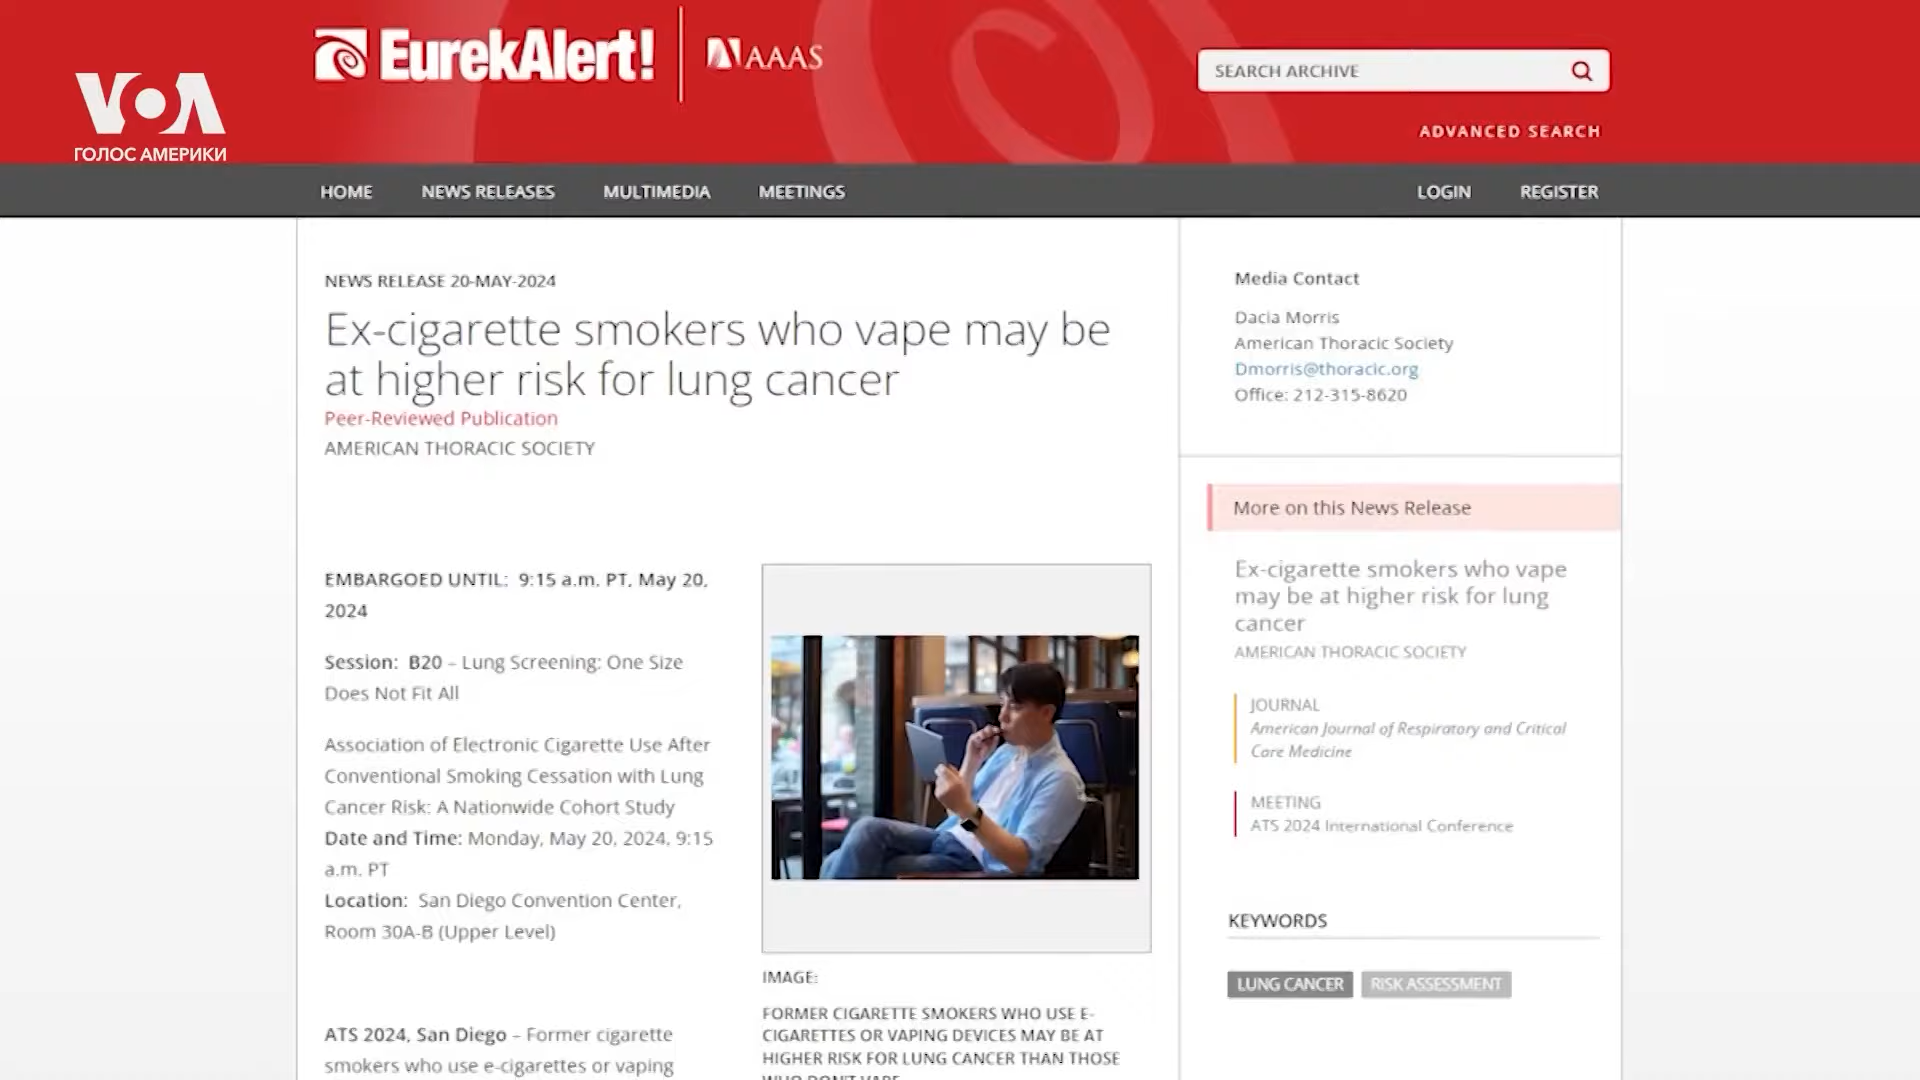 EurekAlert!
AAAS
SEARCH ARCHIVE
ADVANCED SEARCH
VOA
ГОЛОС АМЕРИКИ
HOME NEWS RELEASES MULTIMEDIA MEETINGS LOGIN REGISTER
NEWS RELEASE 20-MAY-2024
Ex-cigarette smokers who vape may be
at higher risk for lung cancer
Peer-Reviewed Publication
AMERICAN THORACIC SOCIETY
EMBARGOED UNTIL: 9:15 a.m. PT, May 20,
2024
Session: B20 – Lung Screening: One Size
Does Not Fit All
Association of Electronic Cigarette Use After
Conventional Smoking Cessation with Lung
Cancer Risk: A Nationwide Cohort Study
Date and Time: Monday, May 20, 2024, 9:15
a.m. PT
Location: San Diego Convention Center,
Room 30A-B (Upper Level)
ATS 2024, San Diego – Former cigarette
smokers who use e-cigarettes or vaping
IMAGE:
FORMER CIGARETTE SMOKERS WHO USE E-
CIGARETTES OR VAPING DEVICES MAY BE AT
HIGHER RISK FOR LUNG CANCER THAN THOSE
WHO DON'T VAPE
Media Contact
Dacia Morris
American Thoracic Society
Dmorris@thoracic.org
Office: 212-315-8620
More on this News Release
Ex-cigarette smokers who vape
may be at higher risk for lung
cancer
AMERICAN THORACIC SOCIETY
JOURNAL
American Journal of Respiratory and Critical
Care Medicine
MEETING
ATS 2024 International Conference
KEYWORDS
LUNG CANCER RISK ASSESSMENT